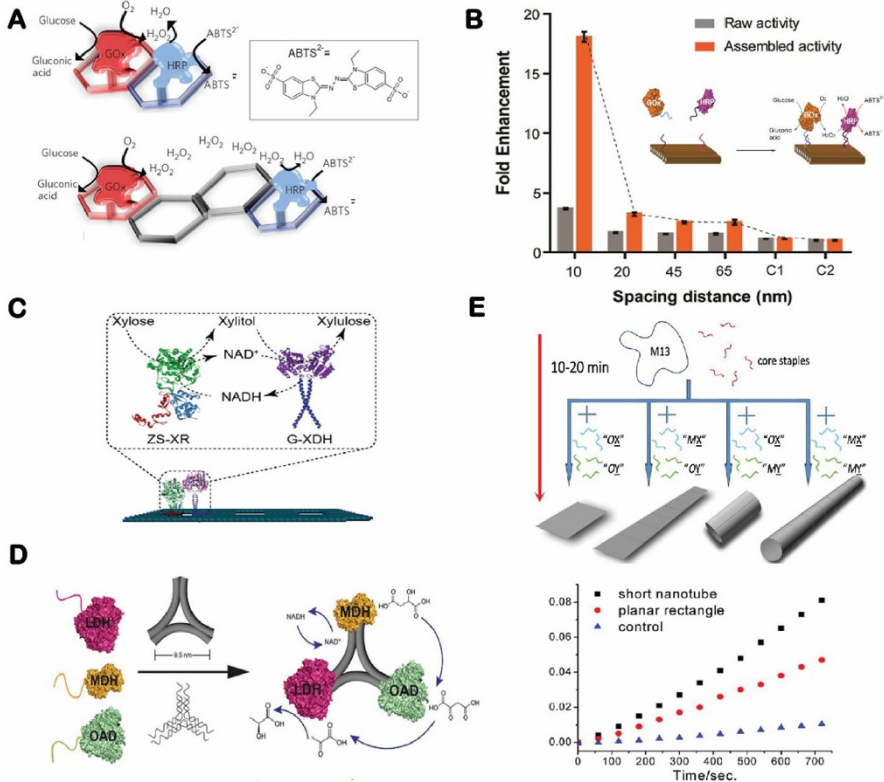 A
Glucose
O₂
H₂O
H₂O₂
ABTS²⁻
GOx
HRP
Gluconic
acid
ABTS⁻
ABTS²⁻=
Glucose
O₂
H₂O₂
H₂O₂
H₂O₂
H₂O₂
H₂O₂
H₂O₂
H₂O
ABTS²⁻
GOx
HRP
Gluconic
acid
ABTS⁻
B
Raw activity
Assembled activity
Fold Enhancement
20
15
10
5
0
GOx
HRP
Glucose
O₂
H₂O
ABTS²⁻
GOx
HRP
Gluconic acid
H₂O₂
ABTS⁻
10
20
45
65
C1
C2
Spacing distance (nm)
C
Xylose
Xylitol
Xylulose
NAD⁺
NADH
ZS-XR
G-XDH
D
LDH
MDH
OAD
9.5 nm
MDH
NADH
NAD⁺
LDH
OAD
E
10-20 min
M13
core staples
"OX"
"OY"
"MX"
"OY"
"OX"
"MY"
"MX"
"MY"
short nanotube
planar rectangle
control
0.08
0.06
0.04
0.02
0.00
0
100
200
300
400
500
600
700
Time/sec.